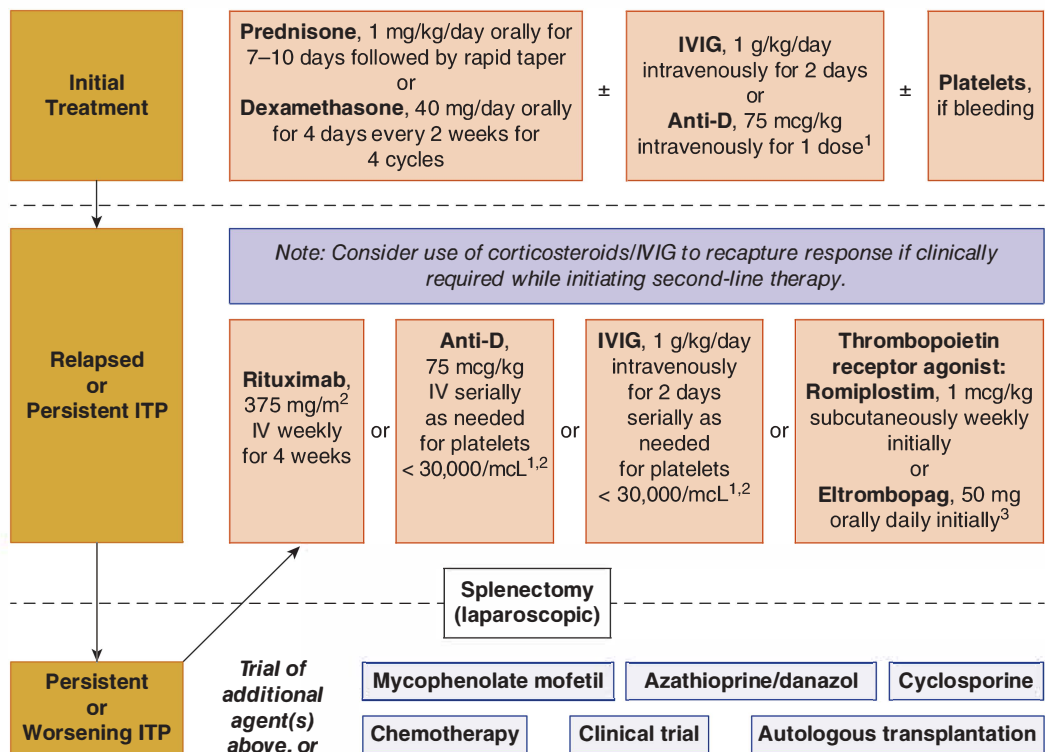 Initial
Treatment
Prednisone, 1 mg/kg/day orally for
7–10 days followed by rapid taper
or
Dexamethasone, 40 mg/day orally
for 4 days every 2 weeks for
4 cycles
±
IVIG, 1 g/kg/day
intravenously for 2 days
or
Anti-D, 75 mcg/kg
intravenously for 1 dose¹
±
Platelets,
if bleeding
Relapsed
or
Persistent ITP
Note: Consider use of corticosteroids/IVIG to recapture response if clinically
required while initiating second-line therapy.
Rituximab,
375 mg/m²
IV weekly
for 4 weeks
or
Anti-D,
75 mcg/kg
IV serially
as needed
for platelets
< 30,000/mcL¹,²
or
IVIG, 1 g/kg/day
intravenously
for 2 days
serially as
needed
for platelets
< 30,000/mcL¹,²
or
Thrombopoietin
receptor agonist:
Romiplostim, 1 mcg/kg
subcutaneously weekly
initially
or
Eltrombopag, 50 mg
orally daily initially³
Splenectomy
(laparoscopic)
Persistent
or
Worsening ITP
Trial of
additional
agent(s)
above, or
Mycophenolate mofetil
Azathioprine/danazol
Cyclosporine
Chemotherapy
Clinical trial
Autologous transplantation